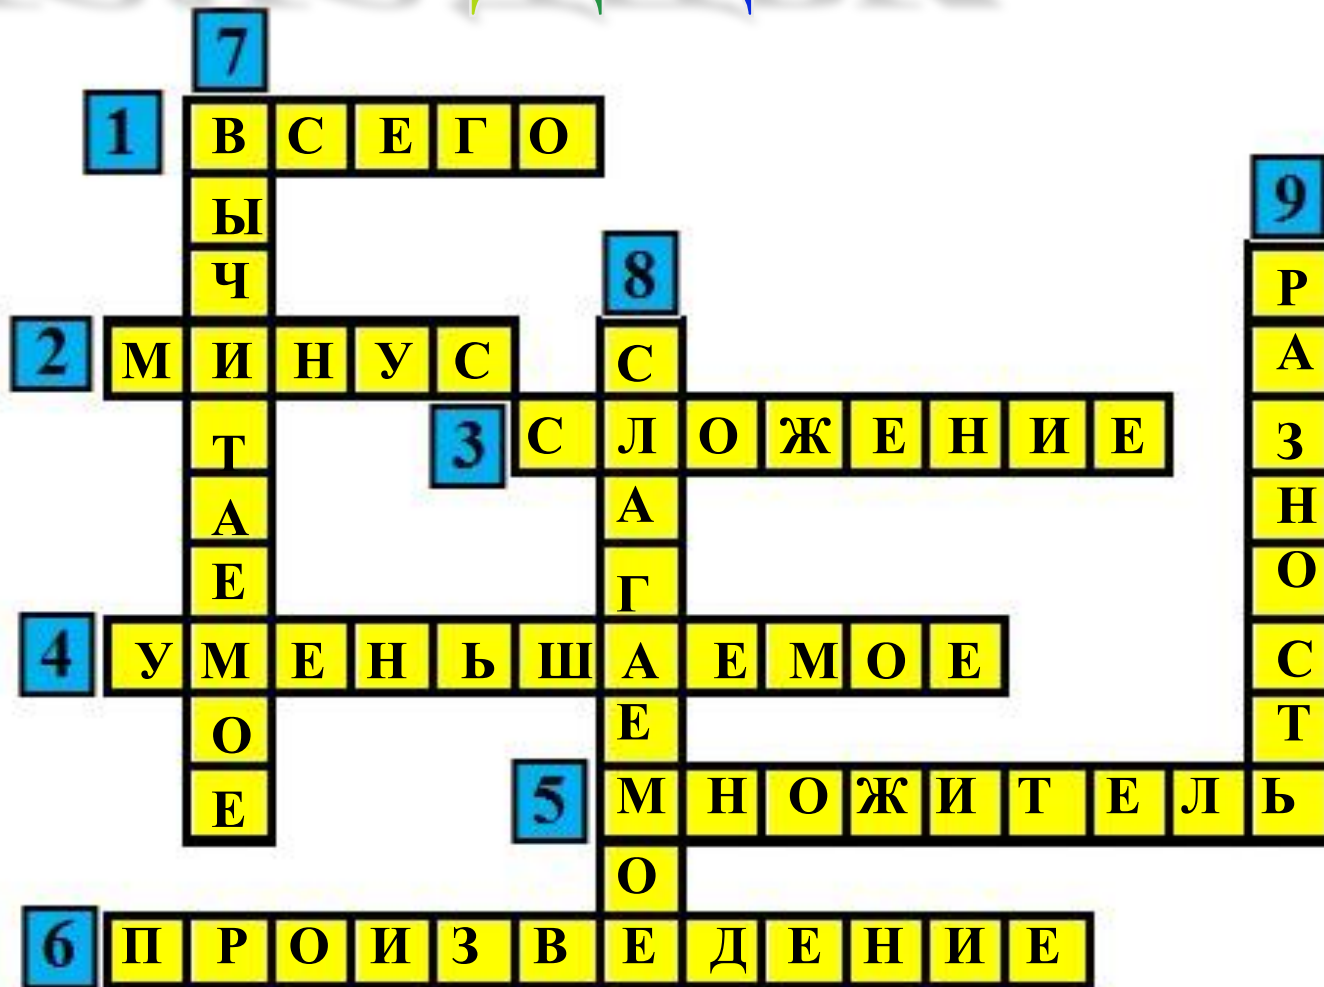 7
1 ВСЕГО
9
8
2 МИНУС
3 СЛОЖЕНИЕ
4 УМЕНЬШАЕМОЕ
5 МНОЖИТЕЛЬ
6 ПРОИЗВЕДЕНИЕ
ВЫЧИТАЕМОЕ
СЛАГАЕМОЕ
РАЗНОСТЬ